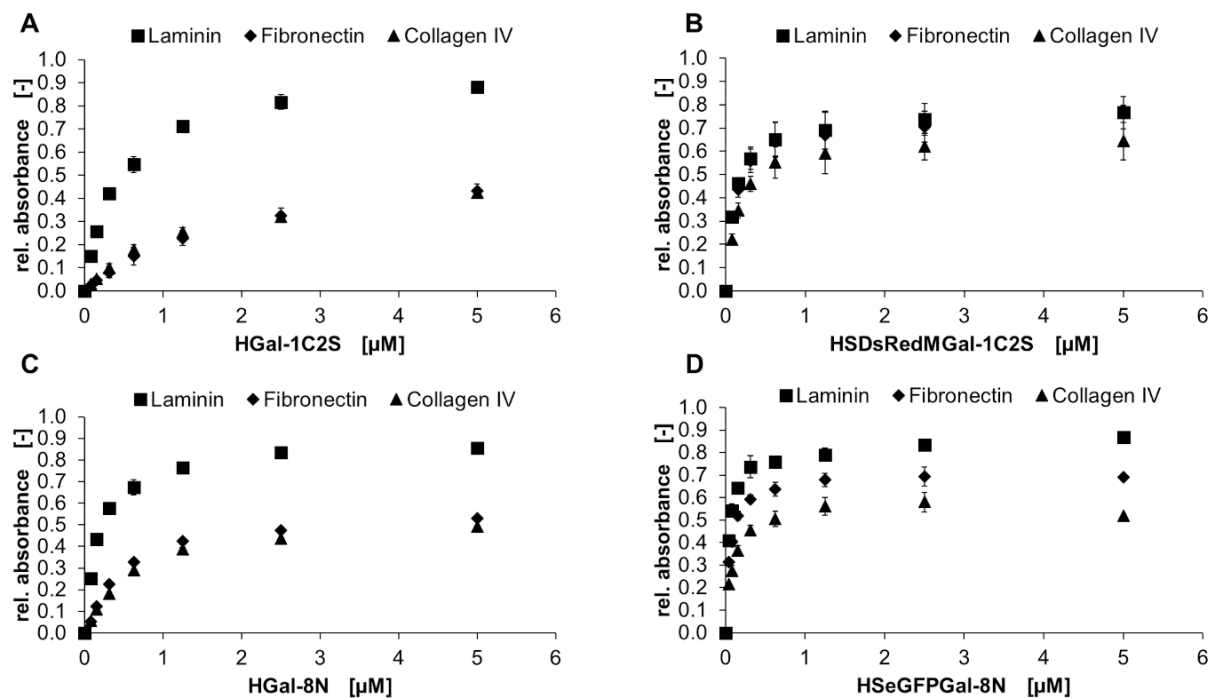 A
B
Laminin Fibronectin Collagen IV
Laminin Fibronectin Collagen IV
rel. absorbance [-]
1.0
0.9
0.8
0.7
0.6
0.5
0.4
0.3
0.2
0.1
0.0
0 1 2 3 4 5 6
HGal-1C2S [µM]
rel. absorbance [-]
1.0
0.9
0.8
0.7
0.6
0.5
0.4
0.3
0.2
0.1
0.0
0 1 2 3 4 5 6
HSDsRedMGal-1C2S [µM]
C
D
Laminin Fibronectin Collagen IV
Laminin Fibronectin Collagen IV
rel. absorbance [-]
1.0
0.9
0.8
0.7
0.6
0.5
0.4
0.3
0.2
0.1
0.0
0 1 2 3 4 5 6
HGal-8N [µM]
rel. absorbance [-]
1.0
0.9
0.8
0.7
0.6
0.5
0.4
0.3
0.2
0.1
0.0
0 1 2 3 4 5 6
HSeGFPGal-8N [µM]